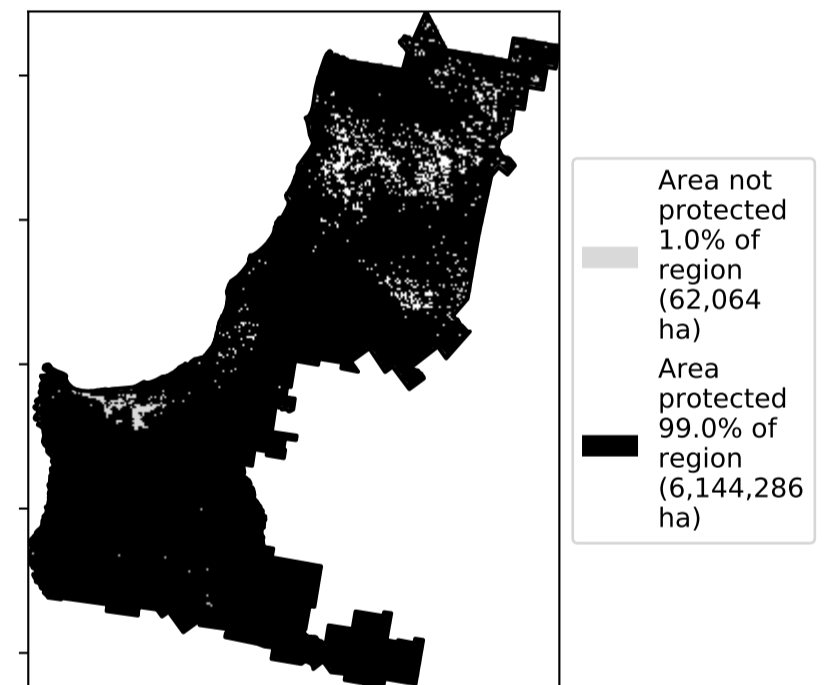 Area not
protected
1.0% of
region
(62,064
ha)
Area
protected
99.0% of
region
(6,144,286
ha)